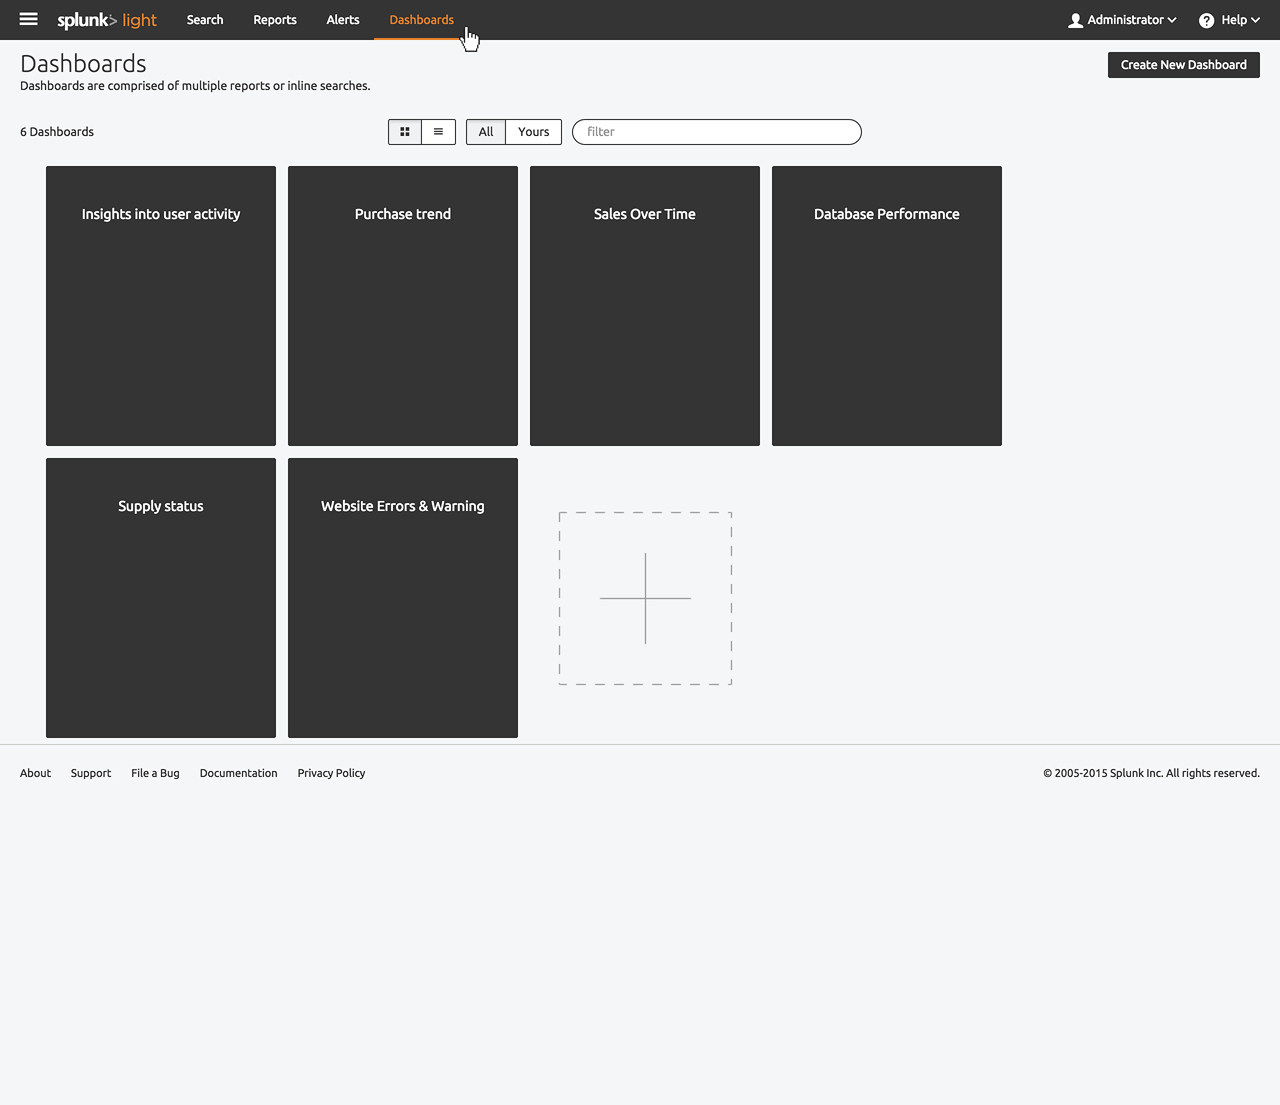 splunk> light Search Reports Alerts Dashboards Administrator Help
Dashboards
Create New Dashboard
Dashboards are comprised of multiple reports or inline searches.
6 Dashboards All Yours filter
Insights into user activity Purchase trend Sales Over Time Database Performance
Supply status Website Errors & Warning
About Support File a Bug Documentation Privacy Policy © 2005-2015 Splunk Inc. All rights reserved.